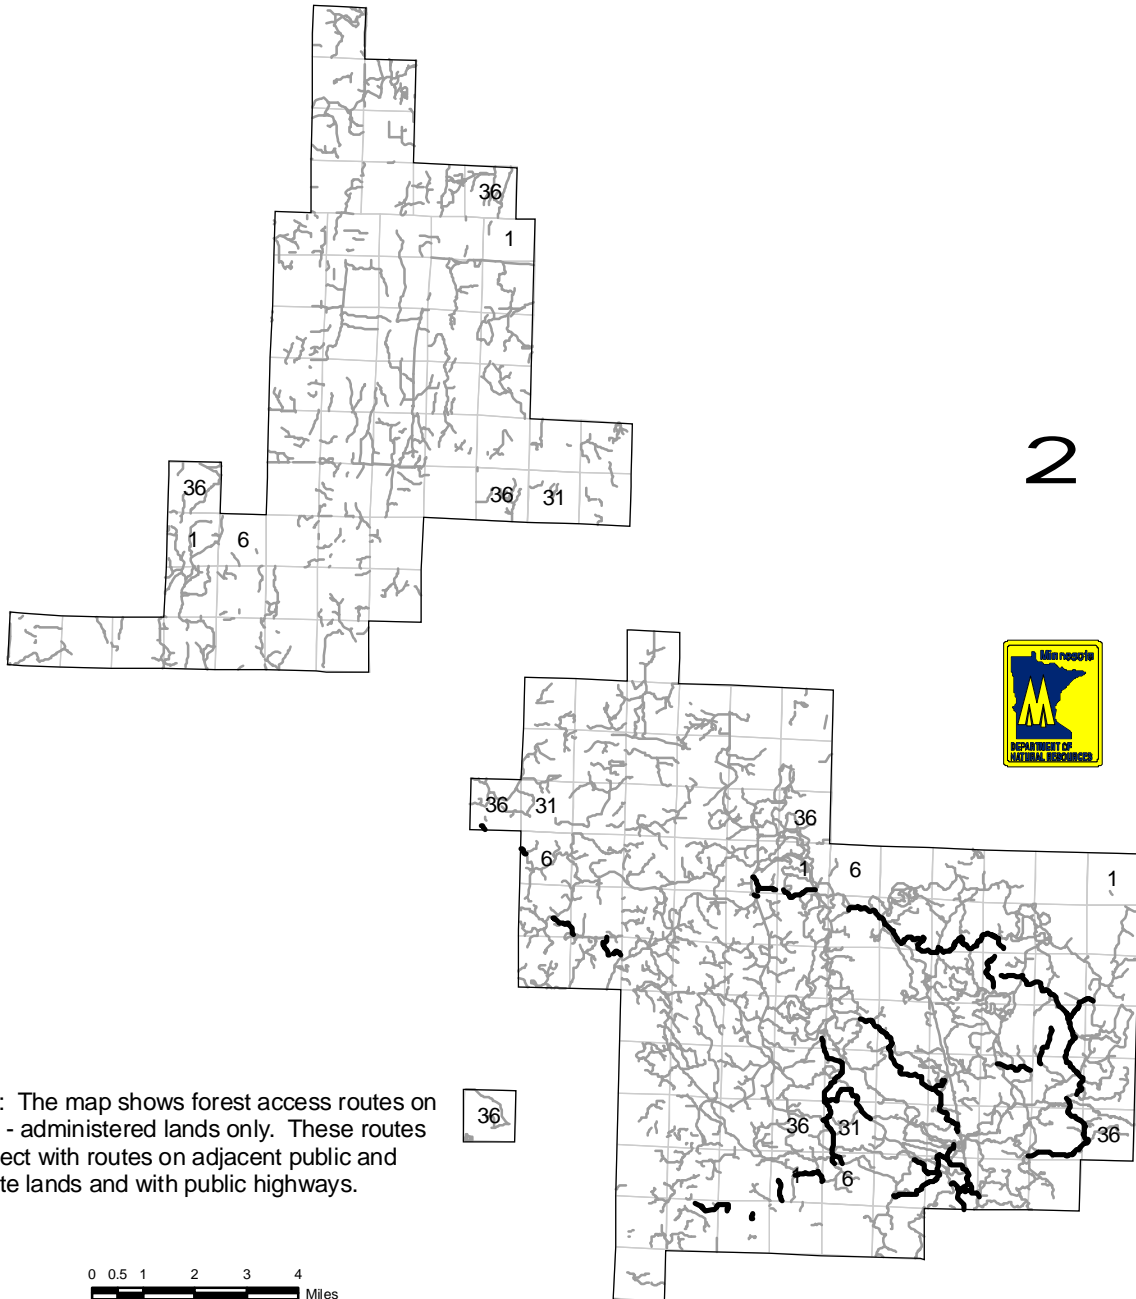 36
1
2
36
36
31
1
6
Minnesota
DEPARTMENT OF
NATURAL RESOURCES
36
31
36
6
1
6
1
: The map shows forest access routes on
- administered lands only. These routes
ect with routes on adjacent public and
te lands and with public highways.
36
36
31
36
6
0 0.5 1 2 3 4
Miles